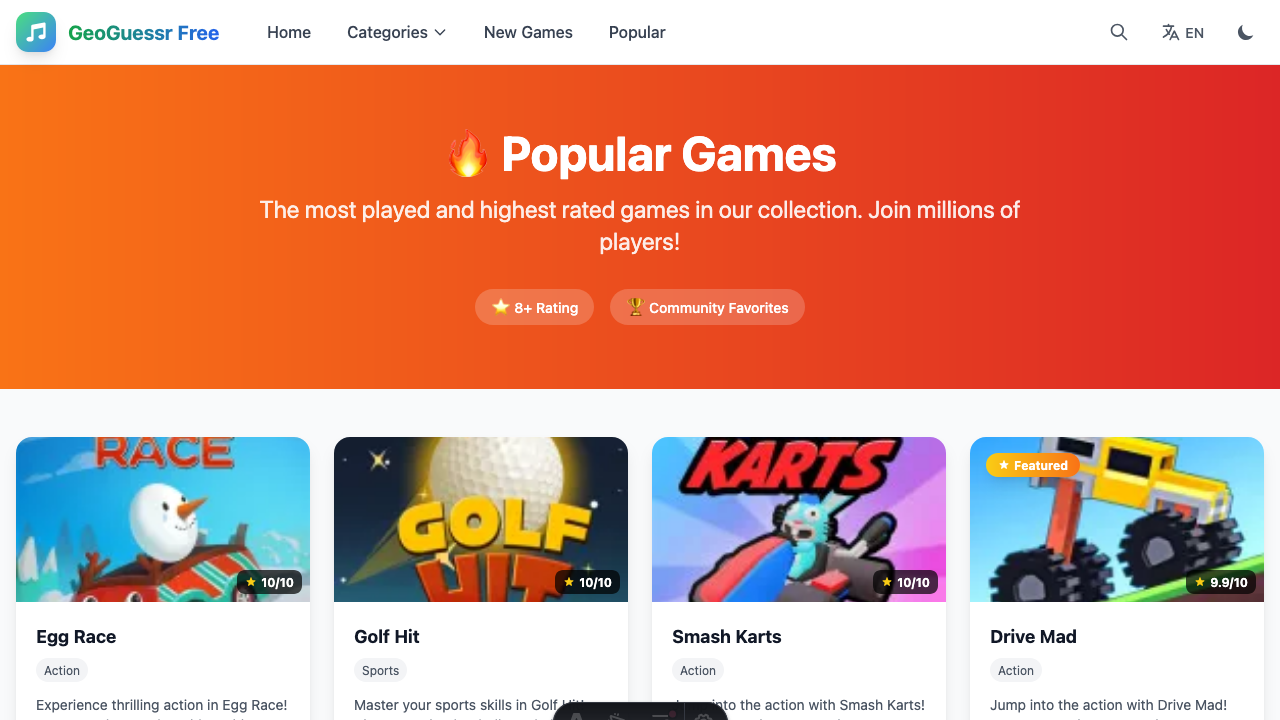 GeoGuessr Free
Home
Categories
New Games
Popular
EN
Popular Games
The most played and highest rated games in our collection. Join millions of
players!
8+ Rating
Community Favorites
RACE
10/10
GOLF
HIT
10/10
KARTS
10/10
Featured
9.9/10
Egg Race
Golf Hit
Smash Karts
Drive Mad
Action
Sports
Action
Action
Experience thrilling action in Egg Race!
Master your sports skills in Golf Hit!
Jump into the action with Smash Karts!
Jump into the action with Drive Mad!